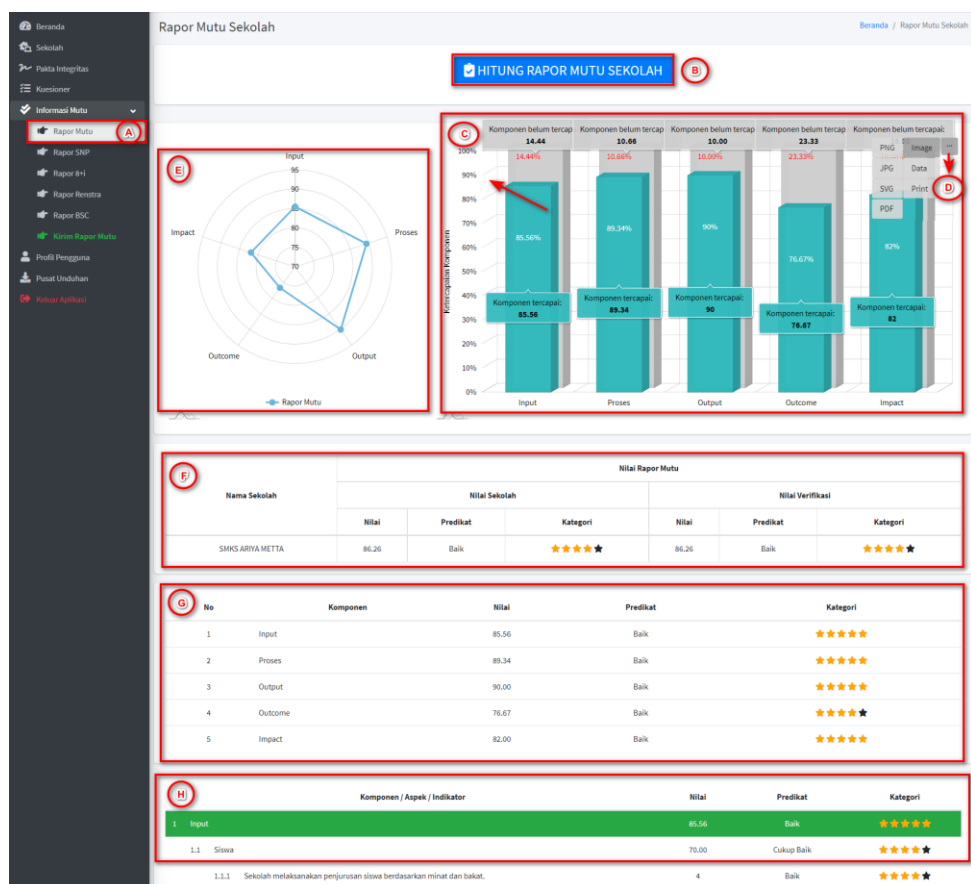 Beranda
Sekolah
Pakta Integritas
Kuesioner
Informasi Mutu
Rapor Mutu
A
Rapor SNP
Rapor 8+i
Rapor Renstra
Rapor BSC
Kirim Rapor Mutu
Profil Pengguna
Pusat Unduhan
Keluar Aplikasi
Rapor Mutu Sekolah
Beranda / Rapor Mutu Sekolah
HITUNG RAPOR MUTU SEKOLAH
B
E
Input
95
90
85
80
75
70
Impact
Proses
Outcome
Output
Rapor Mutu
C
Komponen belum tercap Komponen belum tercap Komponen belum tercap Komponen belum tercap Komponen belum tercapai:
14.44 10.66 10.00 23.33
14.44% 10.66% 10.00% 23.33%
PNG Image ...
JPG Data
SVG Print D
PDF
100%
90%
80%
70%
60%
50%
40%
30%
20%
10%
0%
Ketercapaian Komponen
85.56% 89.34% 90% 76.67% 82%
Komponen tercapai: Komponen tercapai: Komponen tercapai: Komponen tercapai: Komponen tercapai:
85.56 89.34 90 76.67 82
Input Proses Output Outcome Impact
F
Nama Sekolah Nilai Rapor Mutu
Nilai Sekolah Nilai Verifikasi
Nilai Predikat Kategori Nilai Predikat Kategori
SMKS ARIYA METTA 86.26 Baik 86.26 Baik
G
No Komponen Nilai Predikat Kategori
1 Input 85.56 Baik
2 Proses 89.34 Baik
3 Output 90.00 Baik
4 Outcome 76.67 Baik
5 Impact 82.00 Baik
H
Komponen / Aspek / Indikator Nilai Predikat Kategori
1 Input 85.56 Baik
1.1 Siswa 70.00 Cukup Baik
1.1.1 Sekolah melaksanakan penjurusan siswa berdasarkan minat dan bakat. 4 Baik